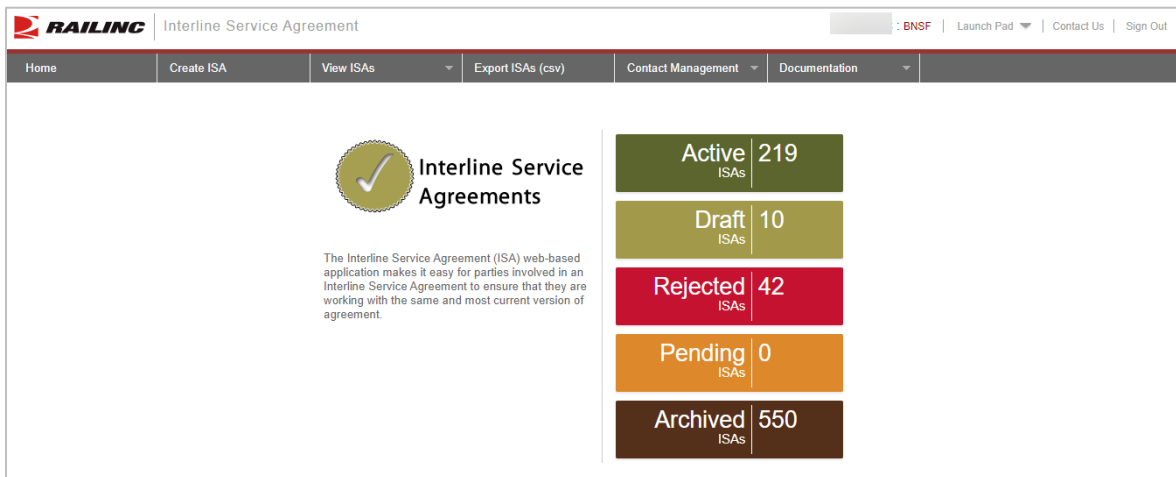 RAILINC Interline Service Agreement : BNSF Launch Pad Contact Us Sign Out
Home Create ISA View ISAs Export ISAs (csv) Contact Management Documentation
Interline Service
Agreements
The Interline Service Agreement (ISA) web-based
application makes it easy for parties involved in an
Interline Service Agreement to ensure that they are
working with the same and most current version of
agreement.
Active 219
ISAs
Draft 10
ISAs
Rejected 42
ISAs
Pending 0
ISAs
Archived 550
ISAs